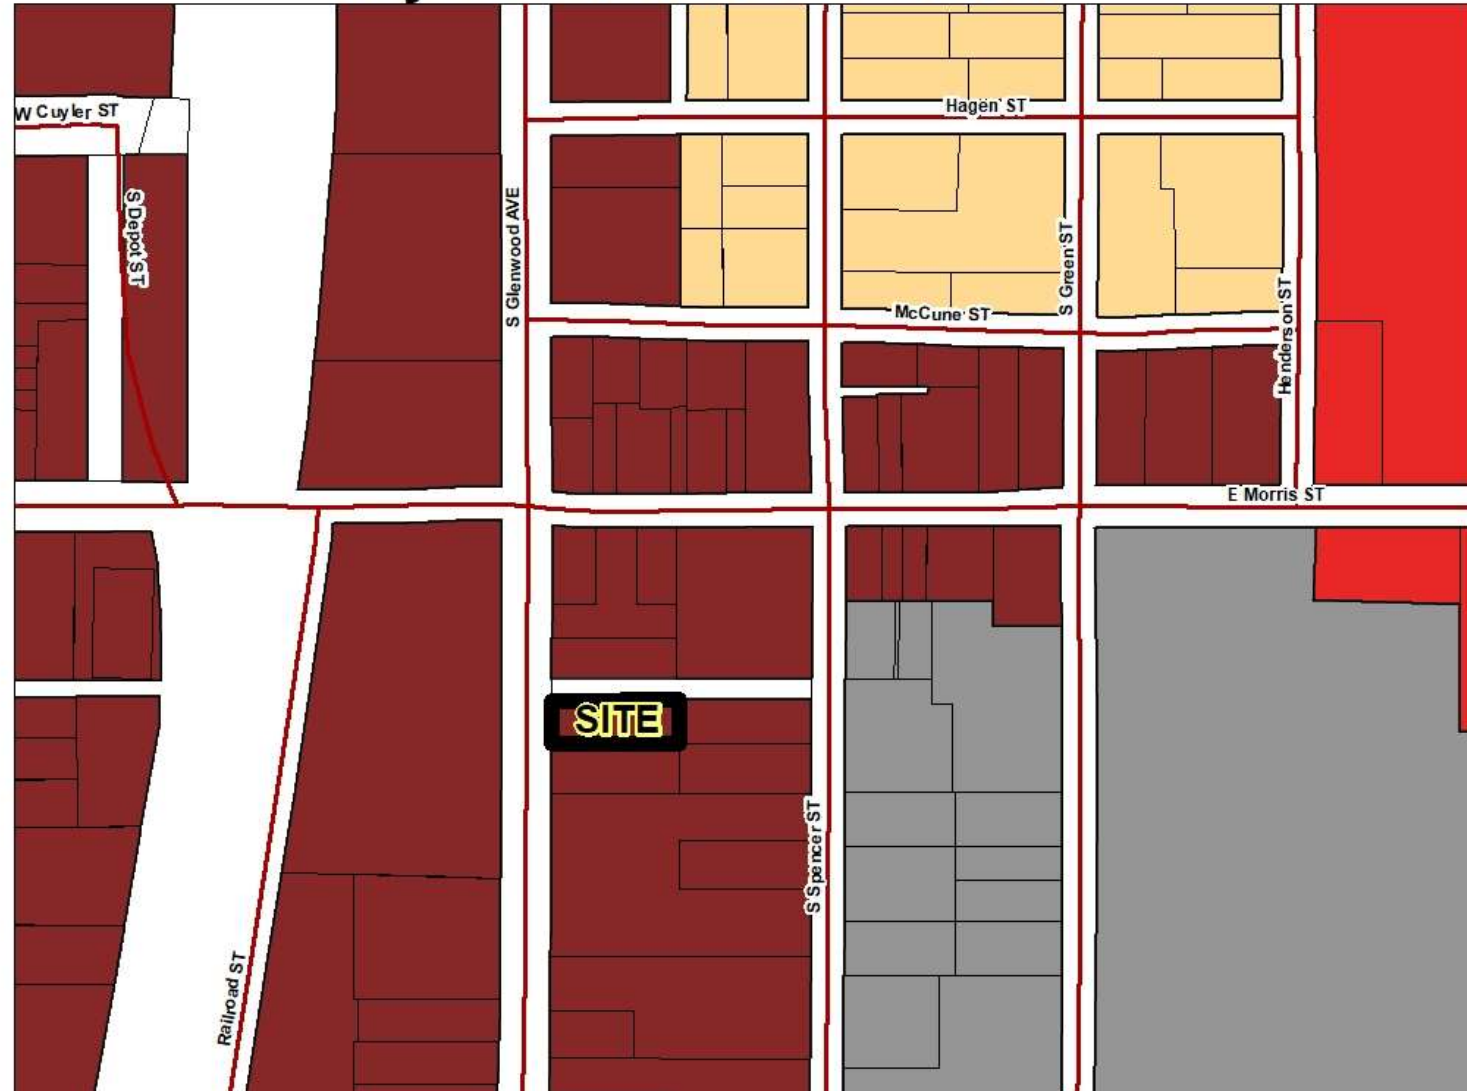 Hagen ST
W Cuyler ST
S Depot ST
S Glenwood AVE
S Green ST
McCune ST
Henderson ST
E Morris ST
SITE
S Spencer ST
Railroad ST